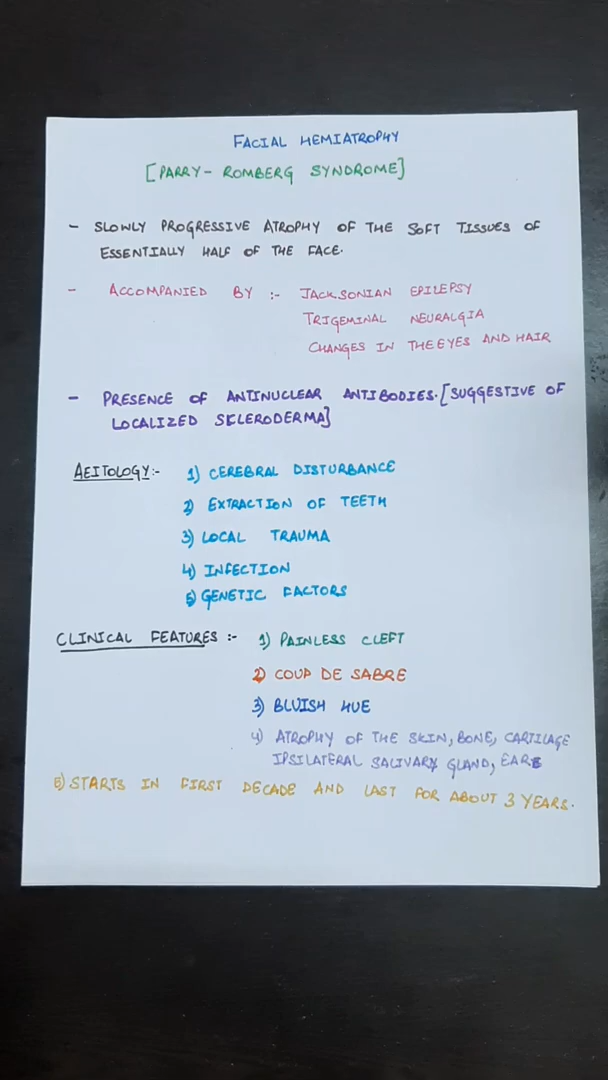 FACIAL HEMIATROPHY
[PARRY-ROMBERG SYNDROME]
- SLOWLY PROGRESSIVE ATROPHY OF THE SOFT TISSUES OF
ESSENTIALLY HALF OF THE FACE.
- ACCOMPANIED BY :- JACKSONIAN EPILEPSY
TRIGEMINAL NEURALGIA
CHANGES IN THE EYES AND HAIR
- PRESENCE OF ANTINUCLEAR ANTIBODIES. [SUGGESTIVE OF
LOCALIZED SCLERODERMA]
AEITOLOGY:- 1) CEREBRAL DISTURBANCE
2) EXTRACTION OF TEETH
3) LOCAL TRAUMA
4) INFECTION
5) GENETIC FACTORS
CLINICAL FEATURES :- 1) PAINLESS CLEFT
2) COUP DE SABRE
3) BLUISH HUE
4) ATROPHY OF THE SKIN, BONE, CARTILAGE
IPSILATERAL SALIVARY GLAND, EARS
5) STARTS IN FIRST DECADE AND LAST FOR ABOUT 3 YEARS.